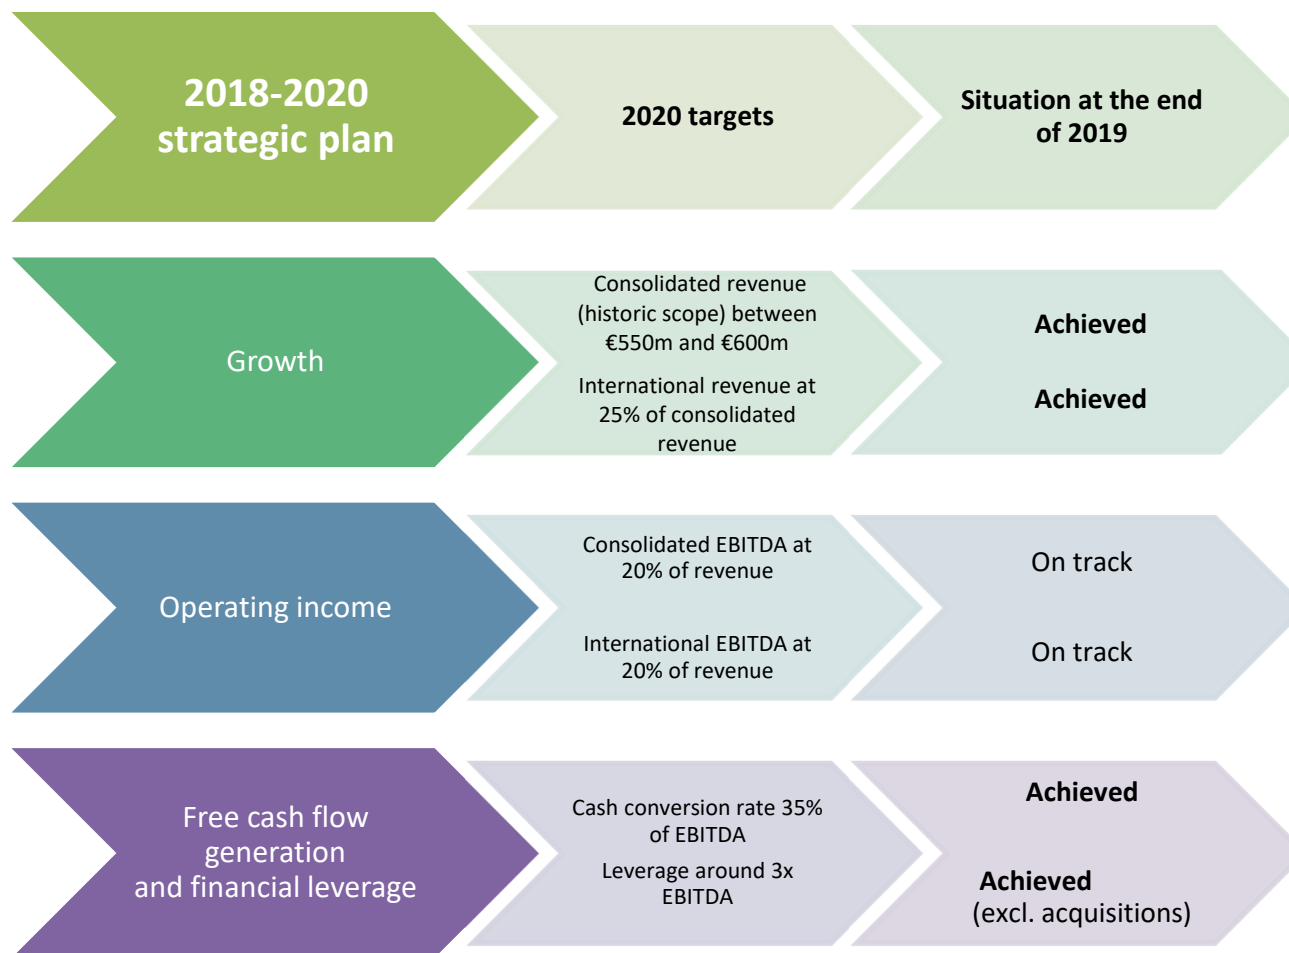 2018-2020
strategic plan
2020 targets
Situation at the end
of 2019
Growth
Consolidated revenue
(historic scope) between
€550m and €600m
International revenue at
25% of consolidated
revenue
Achieved
Achieved
Operating income
Consolidated EBITDA at
20% of revenue
International EBITDA at
20% of revenue
On track
On track
Free cash flow
generation
and financial leverage
Cash conversion rate 35%
of EBITDA
Leverage around 3x
EBITDA
Achieved
Achieved
(excl. acquisitions)